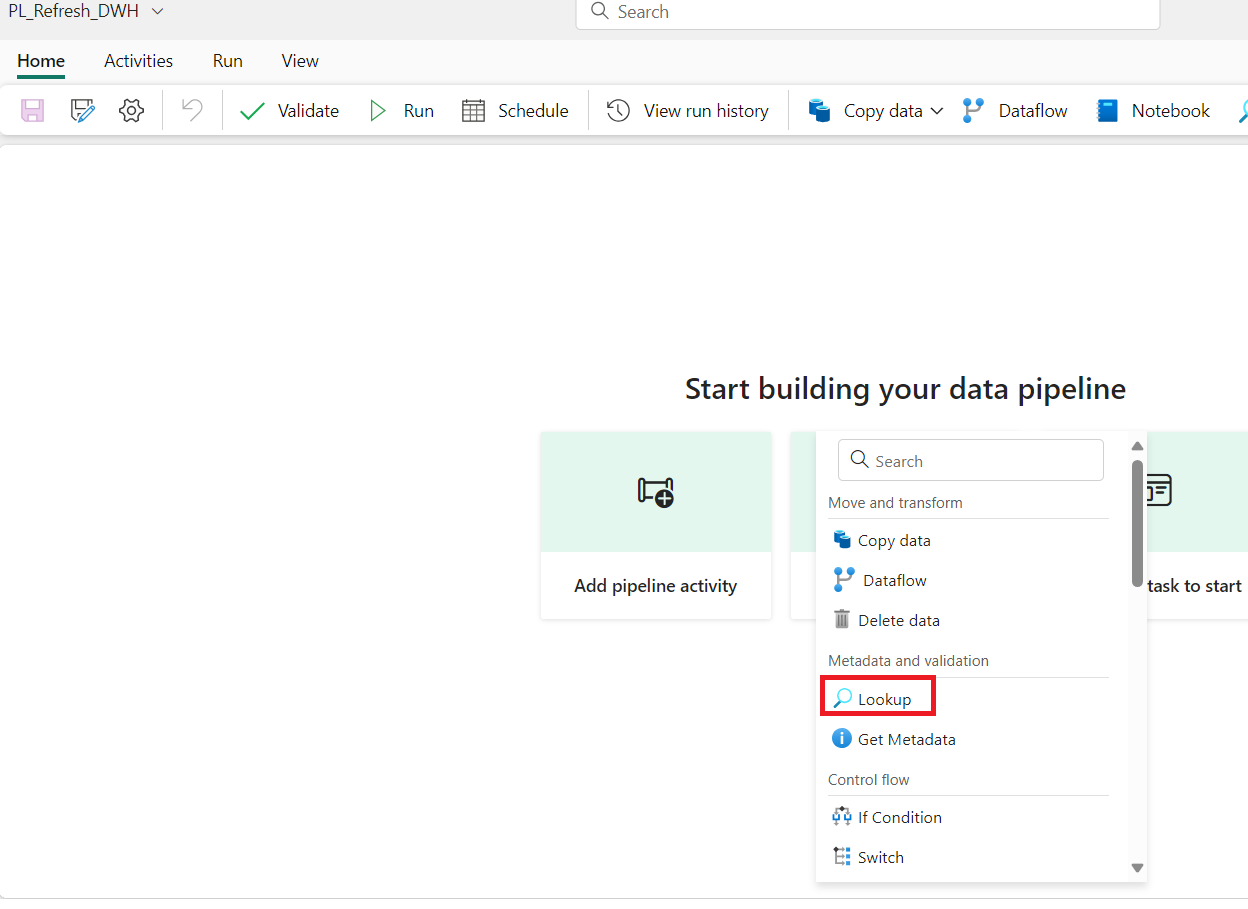 PL_Refresh_DWH
Search
Home Activities Run View
Validate Run Schedule View run history Copy data Dataflow Notebook
Start building your data pipeline
Add pipeline activity
Search
Move and transform
Copy data
Dataflow
Delete data
Metadata and validation
Lookup
Get Metadata
Control flow
If Condition
Switch
task to start